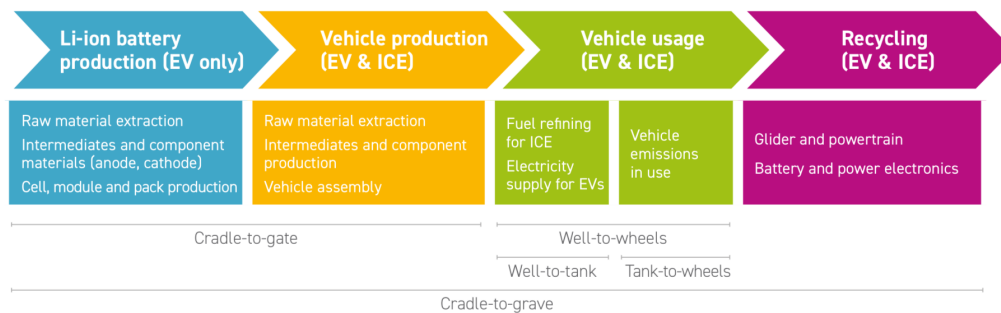 Li-ion battery
production (EV only)
Vehicle production
(EV & ICE)
Vehicle usage
(EV & ICE)
Recycling
(EV & ICE)
Raw material extraction
Intermediates and component
materials (anode, cathode)
Cell, module and pack production
Raw material extraction
Intermediates and component
production
Vehicle assembly
Fuel refining
for ICE
Electricity
supply for EVs
Vehicle
emissions
in use
Glider and powertrain
Battery and power electronics
Cradle-to-gate
Well-to-wheels
Well-to-tank
Tank-to-wheels
Cradle-to-grave